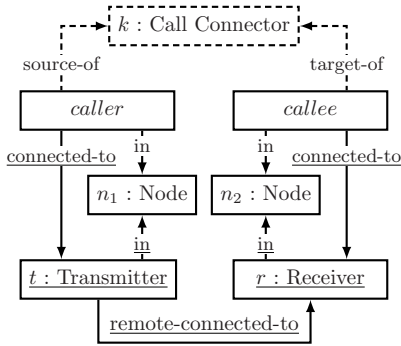 k : Call Connector
source-of
target-of
caller
callee
connected-to
in
in
connected-to
n₁ : Node
n₂ : Node
in
in
t : Transmitter
r : Receiver
remote-connected-to